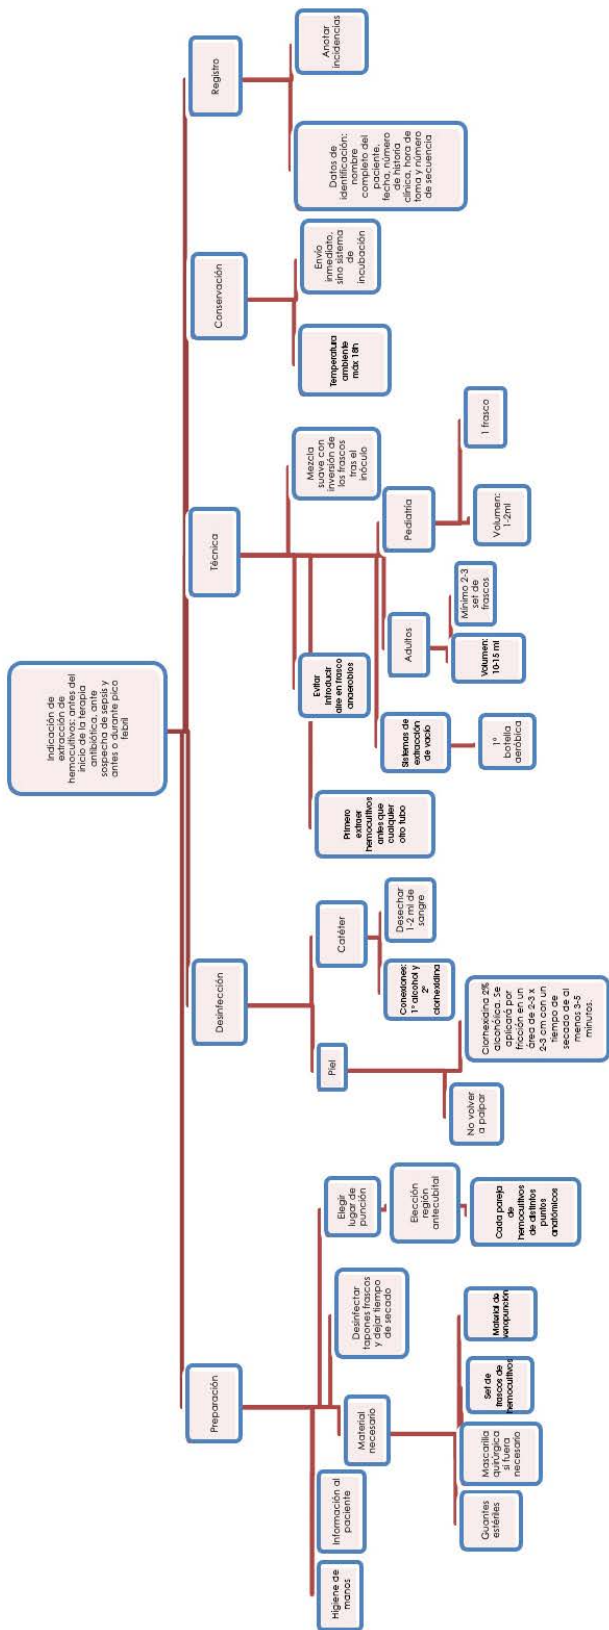 Indicación de
extracción de
hemocultivos: antes del
inicio de la terapia
antibiótica, ante
sospecha de sepsis y
antes o durante pico
febril
Preparación
Higiene de
manos
Información al
paciente
Material
necesario
Guantes
estériles
Mascarilla
quirúrgica
si fuera
necesario
Set de
frascos de
hemocultivos
Material de
venopunción
Desinfectar
tapones frascos
y dejar tiempo
de secado
Elegir
lugar de
punción
Elección
región
antecubital
Cada pareja
de
hemocultivos
de distintos
puntos
anatómicos
Desinfección
Piel
No volver
a palpar
Clorhexidina 2%
alcohólica. Se
aplicará por
fricción en un
área de 2-3 x
2-3 cm con un
tiempo de
secado de al
menos 3-5
minutos.
Catéter
Conexiones:
1º alcohol y
2º
clorhexidina
Desechar
1-2 ml de
sangre
Técnica
Primero
extraer
hemocultivos
antes que
cualquier
otro tubo
Evitar
introducir
aire en frasco
anaerobios
Sistemas de
extracción
de vacío
1º
botella
aeróbica
Adultos
Volumen:
10-15 ml
Mínimo 2-3
set de
frascos
Pediatría
Volumen:
1-2ml
1 frasco
Mezcla
suave con
inversión de
los frascos
tras el
inóculo
Conservación
Temperatura
ambiente
máx 18h
Envío
inmediato,
sino sistema
de
incubación
Registro
Datos de
identificación:
nombre
completo del
paciente,
fecha, número
de historia
clínica, hora de
toma y número
de secuencia
Anotar
incidencias